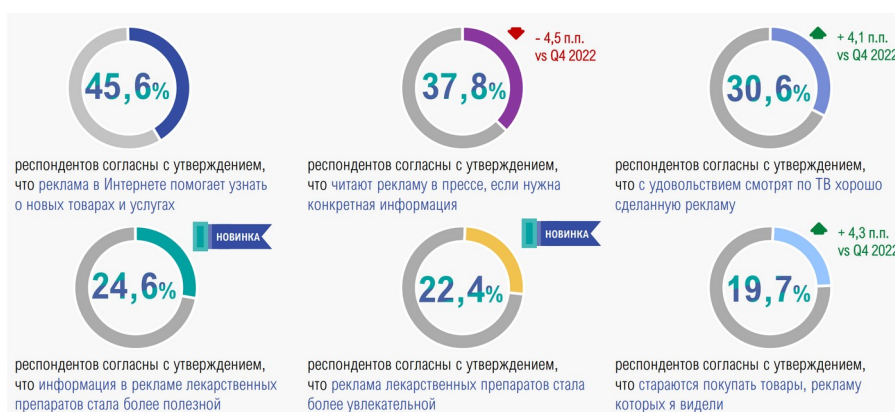 45,6%
респондентов согласны с утверждением,
что реклама в Интернете помогает узнать
о новых товарах и услугах
37,8%
- 4,5 п.п.
vs Q4 2022
респондентов согласны с утверждением,
что читают рекламу в прессе, если нужна
конкретная информация
30,6%
+ 4,1 п.п.
vs Q4 2022
респондентов согласны с утверждением,
что с удовольствием смотрят по ТВ хорошо
сделанную рекламу
24,6%
НОВИНКА
респондентов согласны с утверждением,
что информация в рекламе лекарственных
препаратов стала более полезной
22,4%
НОВИНКА
респондентов согласны с утверждением,
что реклама лекарственных препаратов стала
более увлекательной
19,7%
+ 4,3 п.п.
vs Q4 2022
респондентов согласны с утверждением,
что стараются покупать товары, рекламу
которых я видели